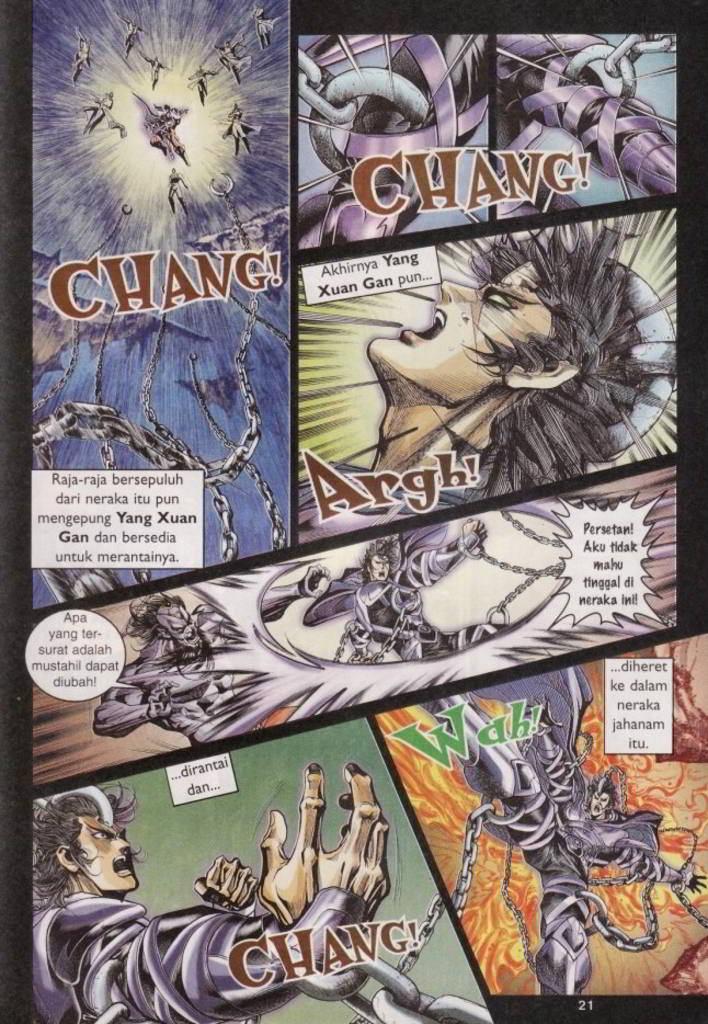 CHANG!
Raja-raja bersepuluh
dari neraka itu pun
mengepung Yang Xuan
Gan dan bersedia
untuk merantainya.
CHANG!
Akhirnya Yang
Xuan Gan pun...
Argh!
Persetan!
Aku tidak
mahu
tinggal di
neraka ini!
Apa
yang ter-
surat adalah
mustahil dapat
diubah!
...dirantai
dan...
CHANG!
...diheret
ke dalam
neraka
jahanam
itu.
Wah!
21